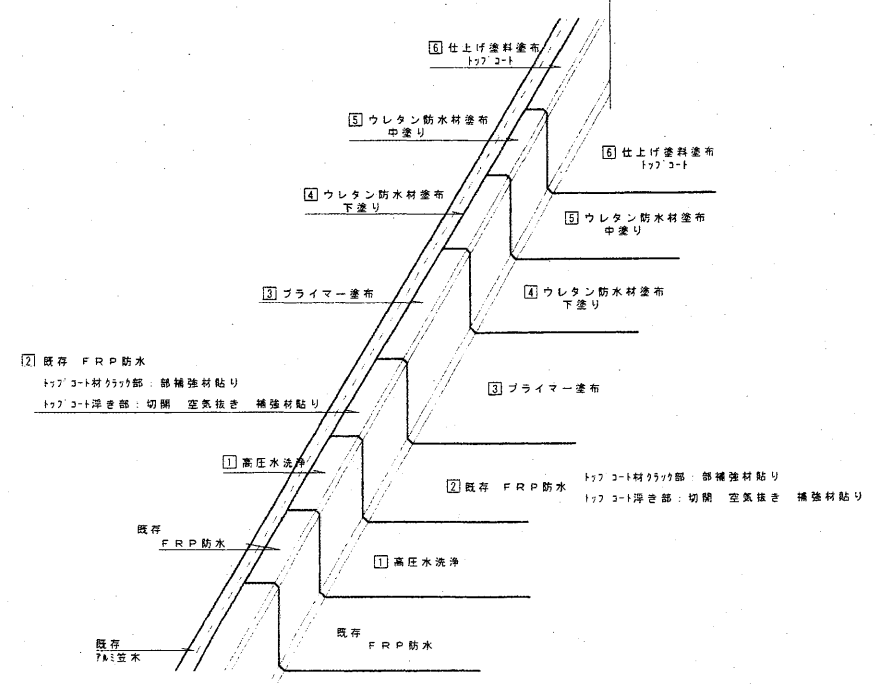 6 仕上げ塗料塗布
トップコート
5 ウレタン防水材塗布
中塗り
6 仕上げ塗料塗布
トップコート
4 ウレタン防水材塗布
下塗り
5 ウレタン防水材塗布
中塗り
3 プライマー塗布
4 ウレタン防水材塗布
下塗り
2 既存 FRP防水
トップコート材クラック部:部補強材貼り
トップコート浮き部:切開 空気抜き 補強材貼り
3 プライマー塗布
1 高圧水洗浄
2 既存 FRP防水
トップコート材クラック部:部補強材貼り
トップコート浮き部:切開 空気抜き 補強材貼り
既存
FRP防水
1 高圧水洗浄
既存
FRP防水
既存
アルミ笠木